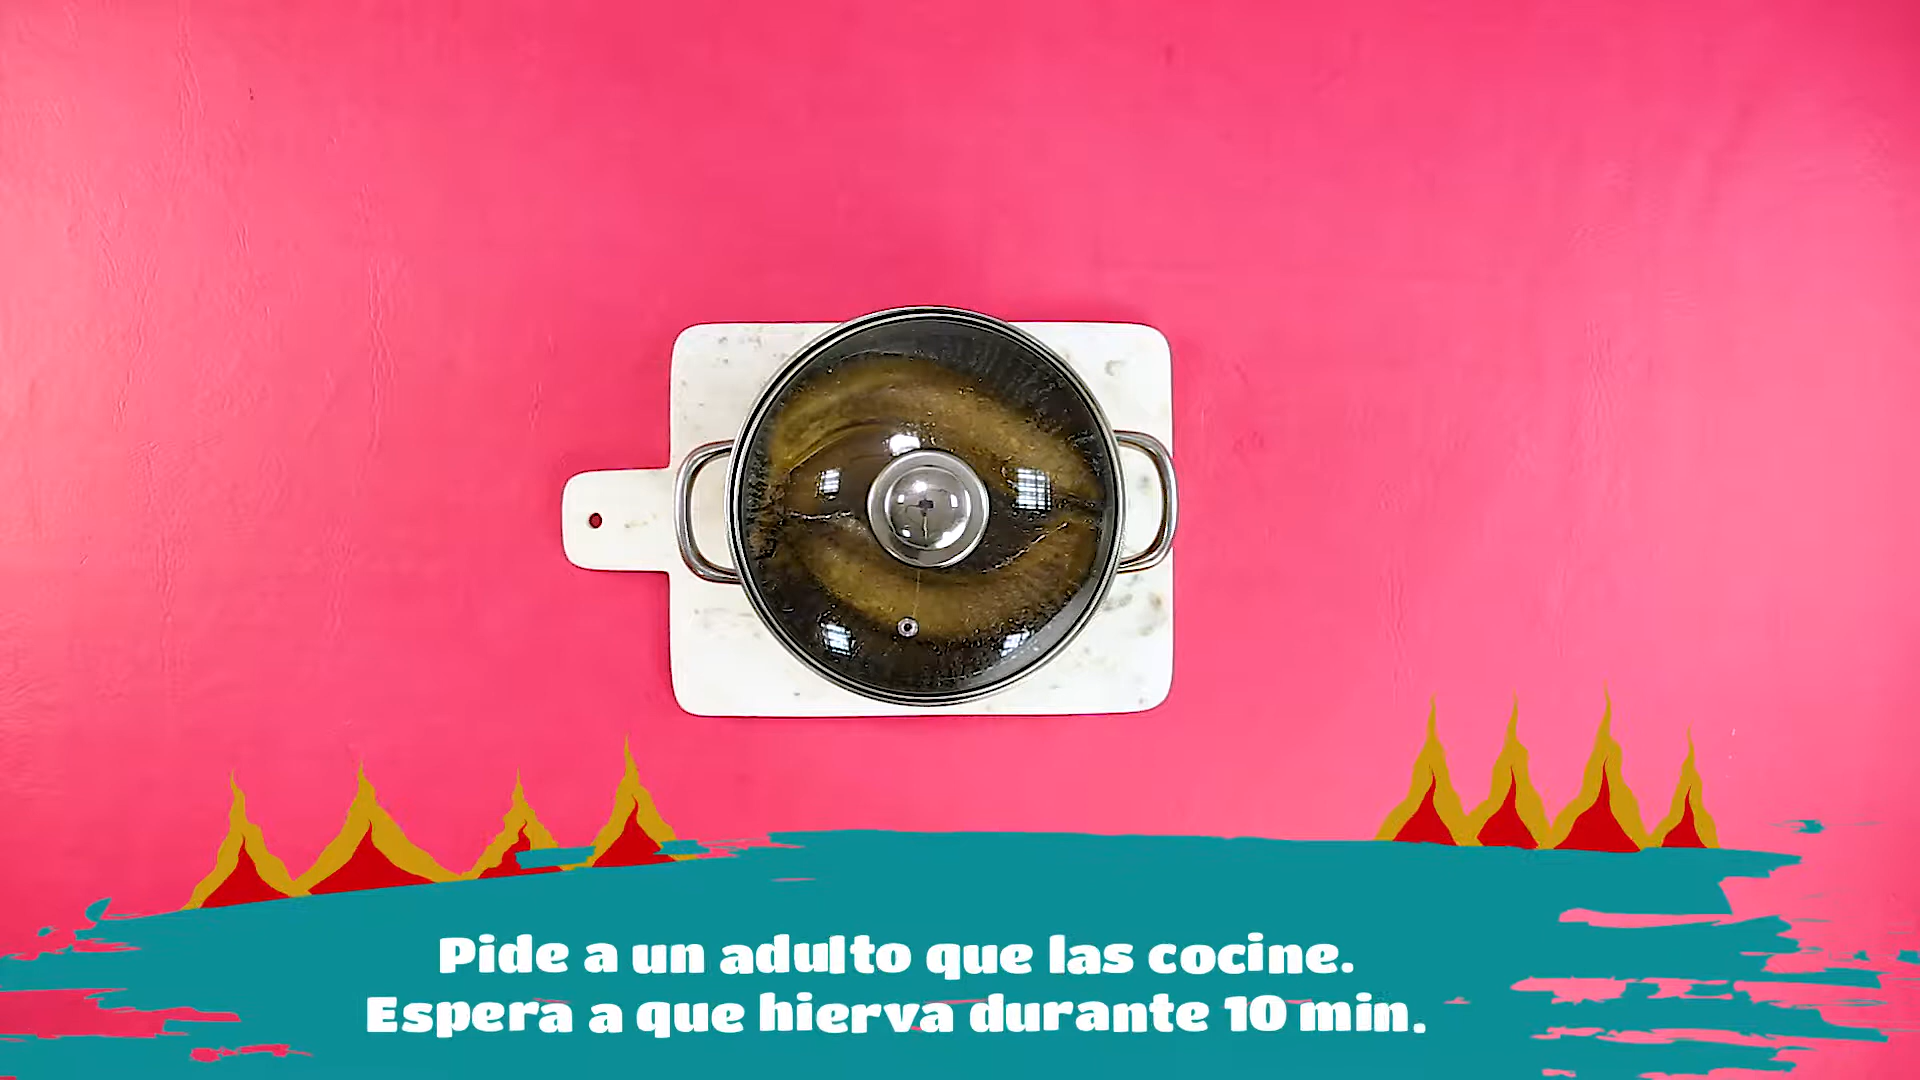 Pide a un adulto que las cocine.
Espera a que hierva durante 10 min.